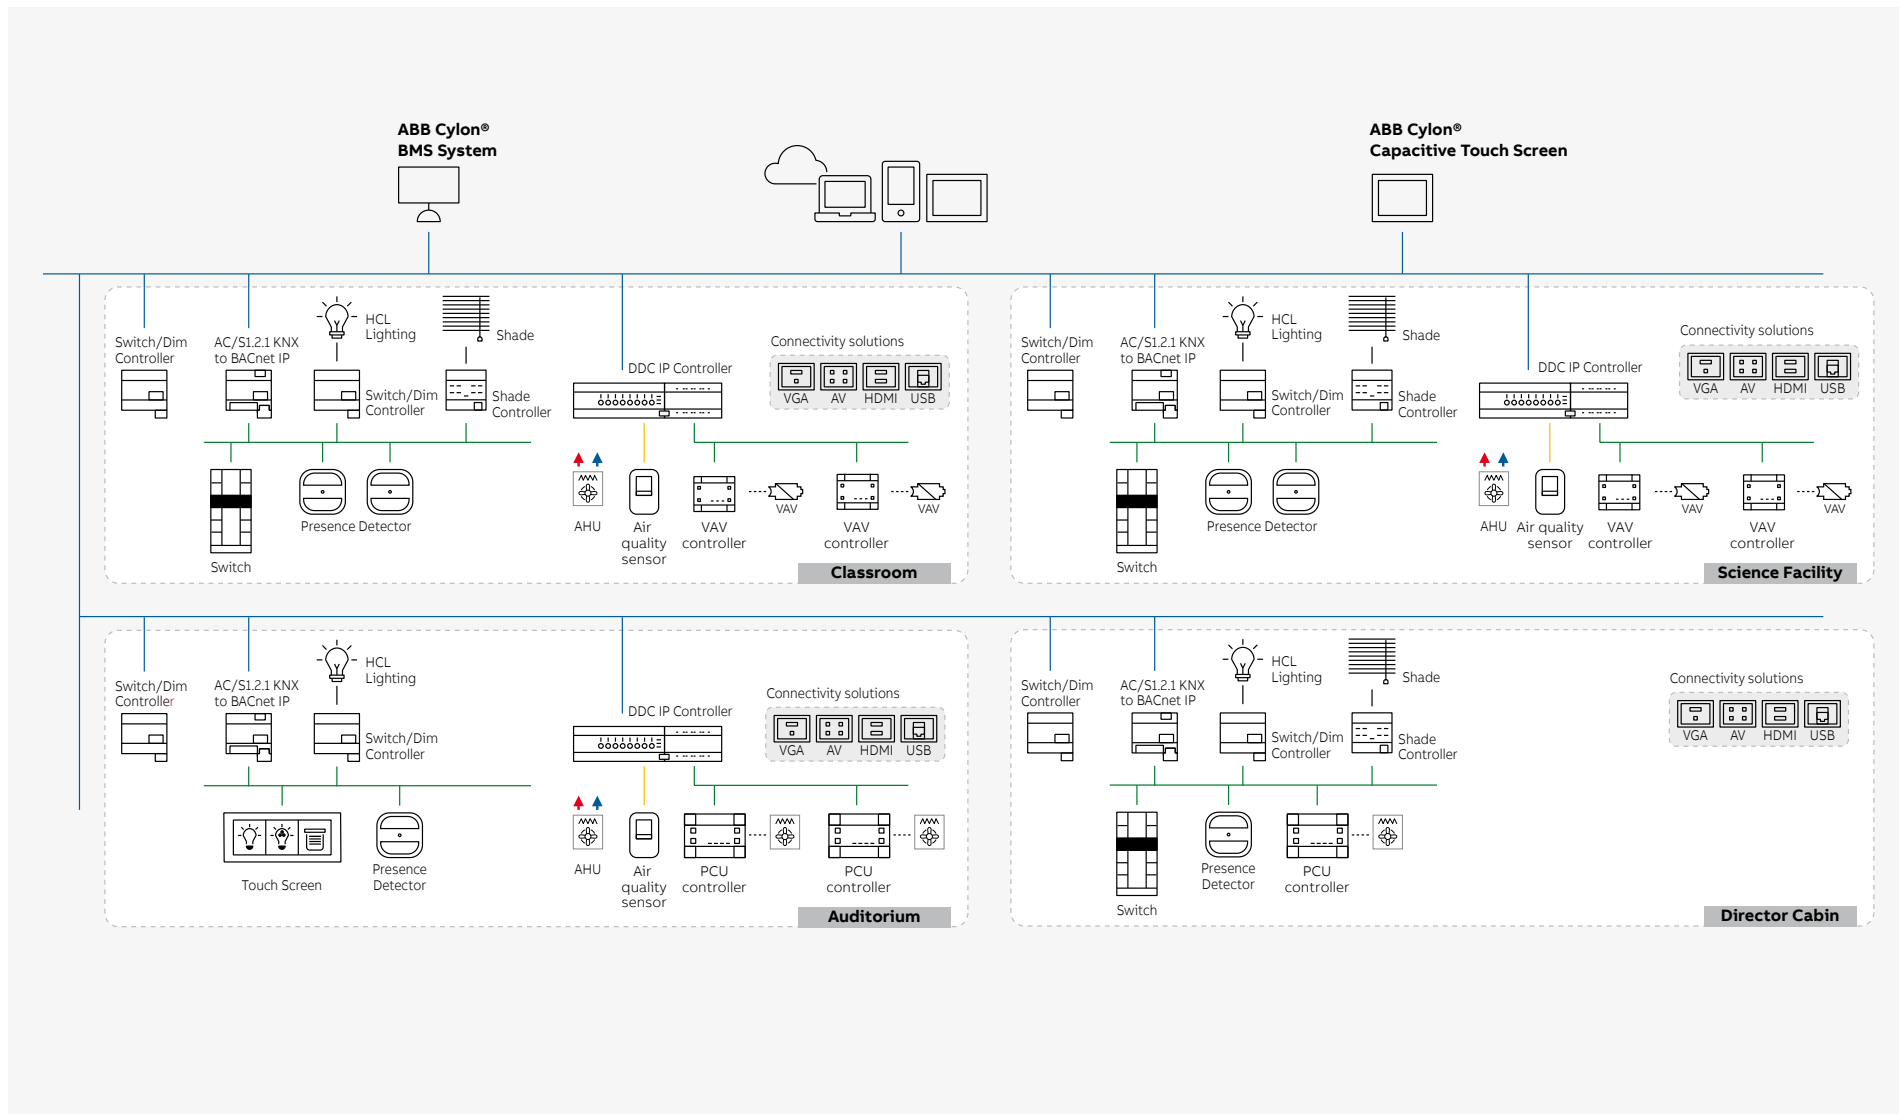 ABB Cylon®
BMS System
ABB Cylon®
Capacitive Touch Screen
Switch/Dim
Controller
AC/S1.2.1 KNX
to BACnet IP
HCL
Lighting
Switch/Dim
Controller
Shade
Shade
Controller
DDC IP Controller
Connectivity solutions
VGA
AV
HDMI
USB
Switch
Presence Detector
AHU
Air
quality
sensor
VAV
controller
VAV
VAV
controller
VAV
Classroom
Switch/Dim
Controller
AC/S1.2.1 KNX
to BACnet IP
HCL
Lighting
Switch/Dim
Controller
Shade
Shade
Controller
DDC IP Controller
Connectivity solutions
VGA
AV
HDMI
USB
Switch
Presence Detector
AHU
Air quality
sensor
VAV
controller
VAV
VAV
controller
VAV
Science Facility
Switch/Dim
Controller
AC/S1.2.1 KNX
to BACnet IP
HCL
Lighting
Switch/Dim
Controller
DDC IP Controller
Connectivity solutions
VGA
AV
HDMI
USB
Touch Screen
Presence
Detector
AHU
Air
quality
sensor
PCU
controller
PCU
controller
Auditorium
Switch/Dim
Controller
AC/S1.2.1 KNX
to BACnet IP
HCL
Lighting
Switch/Dim
Controller
Shade
Shade
Controller
Connectivity solutions
VGA
AV
HDMI
USB
Switch
Presence
Detector
PCU
controller
Director Cabin